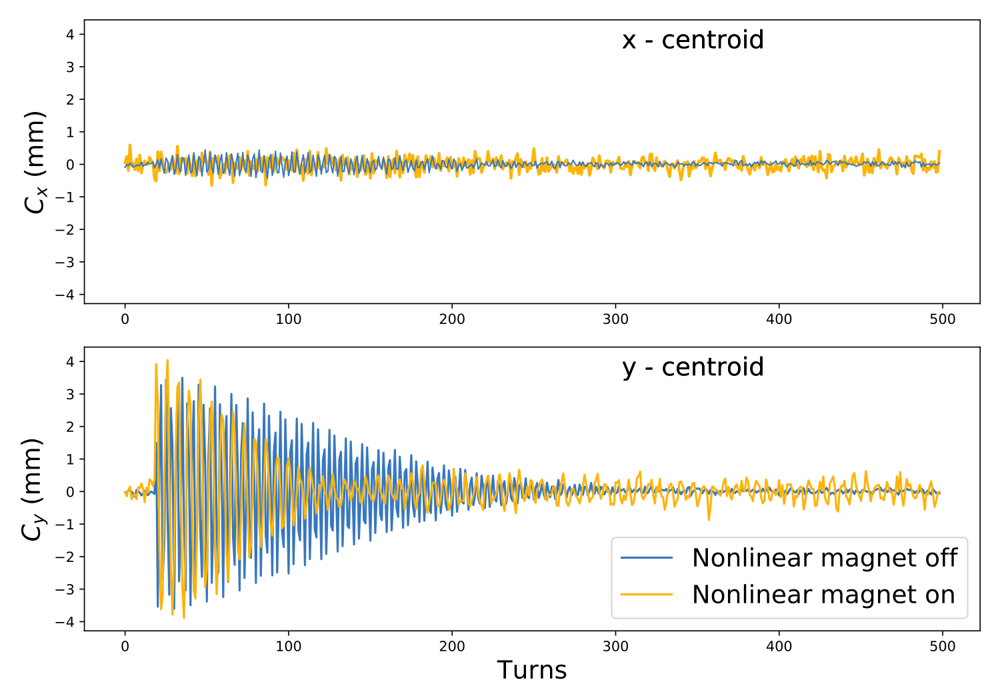 x - centroid
4
3
2
1
0
−1
−2
−3
−4
Cx (mm)
0 100 200 300 400 500
y - centroid
4
3
2
1
0
−1
−2
−3
−4
Cy (mm)
Nonlinear magnet off
Nonlinear magnet on
0 100 200 300 400 500
Turns